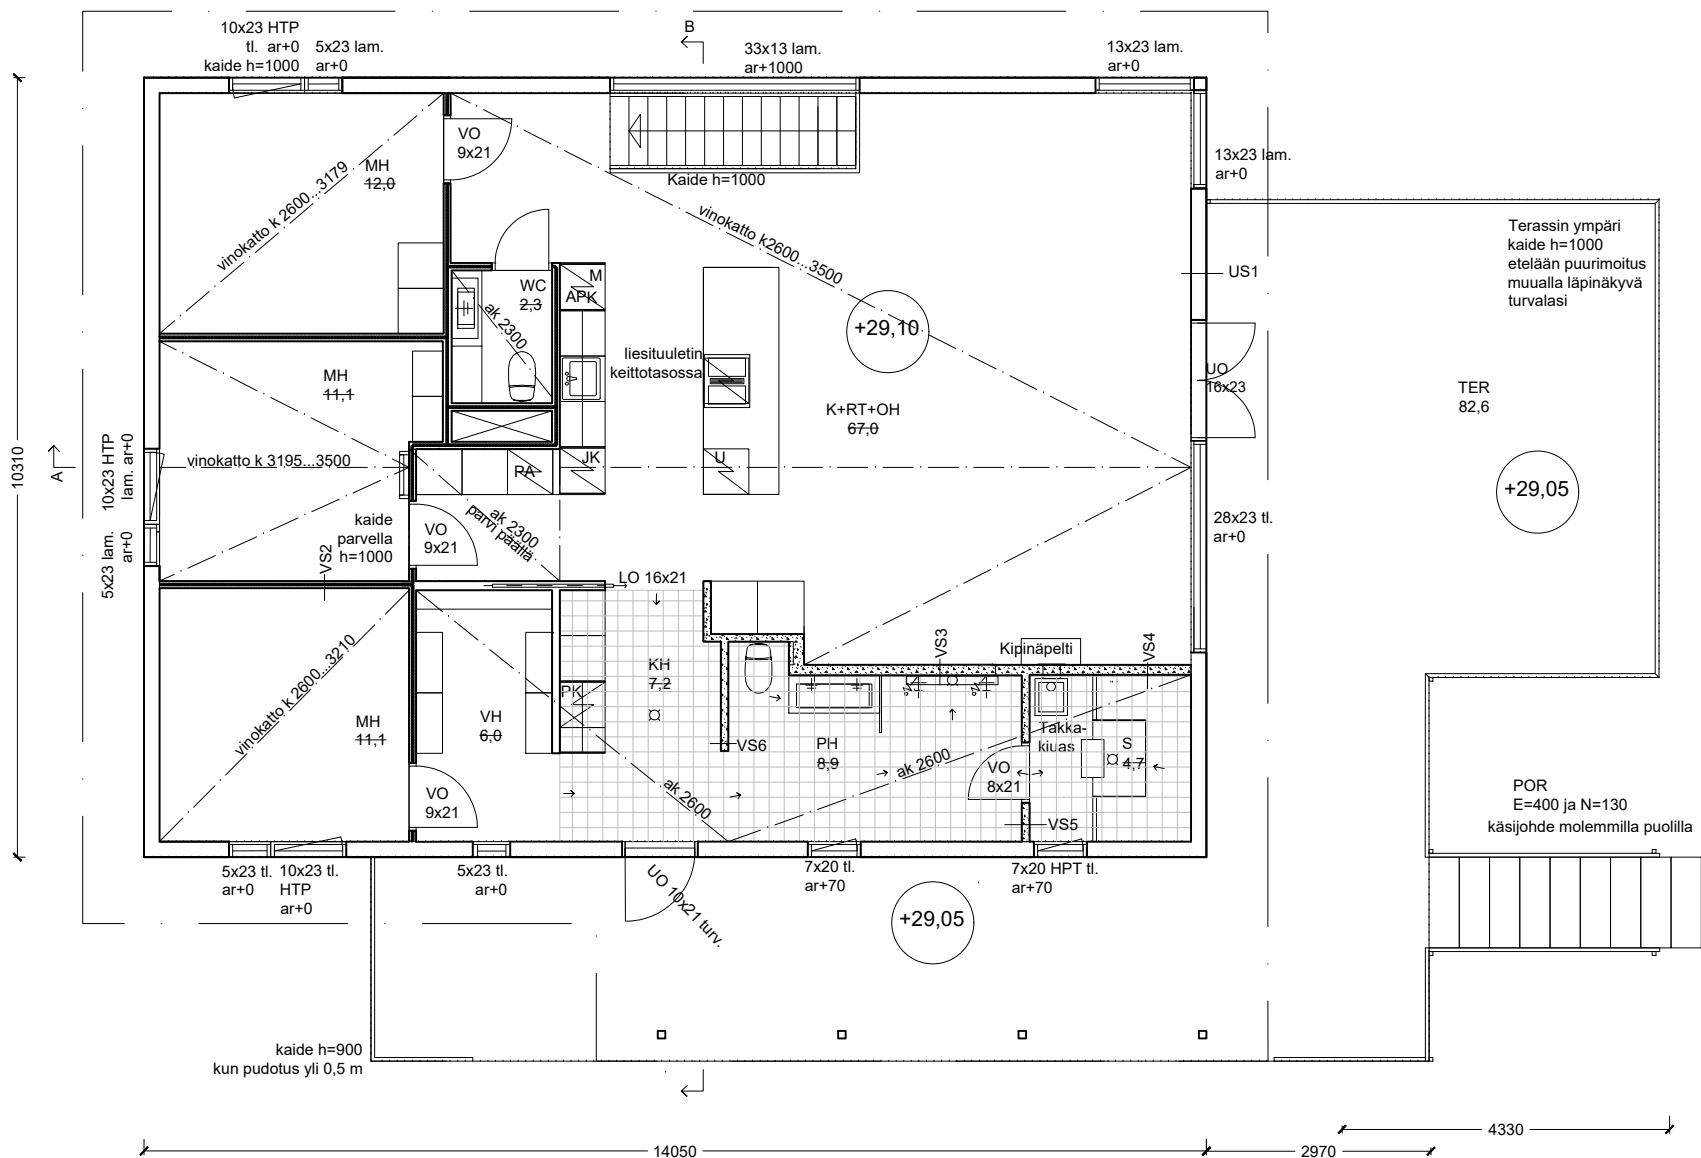 10x23 HTP
tl. ar+0
kaide h=1000
5x23 lam.
ar+0
B
33x13 lam.
ar+1000
13x23 lam.
ar+0
VO
9x21
MH
12,0
vinokatto k 2600...3179
Kaide h=1000
vinokatto k2600...3500
13x23 lam.
ar+0
Terassin ympäri
kaide h=1000
etelään puurimoitus
muualla läpinäkyvä
turvalasi
US1
WC
2,3
ak 2300
M
APK
+29,10
liesituuletin
keittotasossa
UO
16x23
MH
11,1
K+RT+OH
67,0
TER
82,6
10310
A
10x23 HTP
lam. ar+0
5x23 lam.
ar+0
vinokatto k 3195...3500
PA
JK
U
+29,05
kaide
parvella
h=1000
VO
9x21
ak 2300
parvi päällä
28x23 tl.
ar+0
VS2
LO 16x21
vinokatto k 2600...3210
MH
11,1
VH
6,0
PK
KH
7,2
VS3
Kipinäpelti
VS4
VS6
PH
8,9
ak 2600
ak 2600
Takka-
kiuas
S
4,7
VO
8x21
VO
9x21
VS5
POR
E=400 ja N=130
käsijohde molemmilla puolilla
5x23 tl.
ar+0
10x23 tl.
HTP
ar+0
5x23 tl.
ar+0
UO 10x21 turv.
7x20 tl.
ar+70
7x20 HPT tl.
ar+70
+29,05
kaide h=900
kun pudotus yli 0,5 m
4330
14050
2970